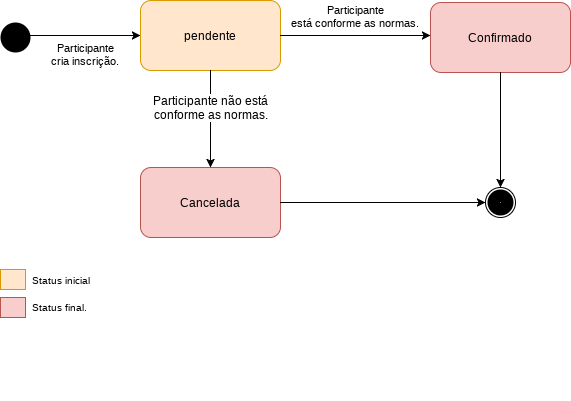 Participante
cria inscrição.
pendente
Participante
está conforme as normas.
Confirmado
Participante não está
conforme as normas.
Cancelada
Status inicial
Status final.